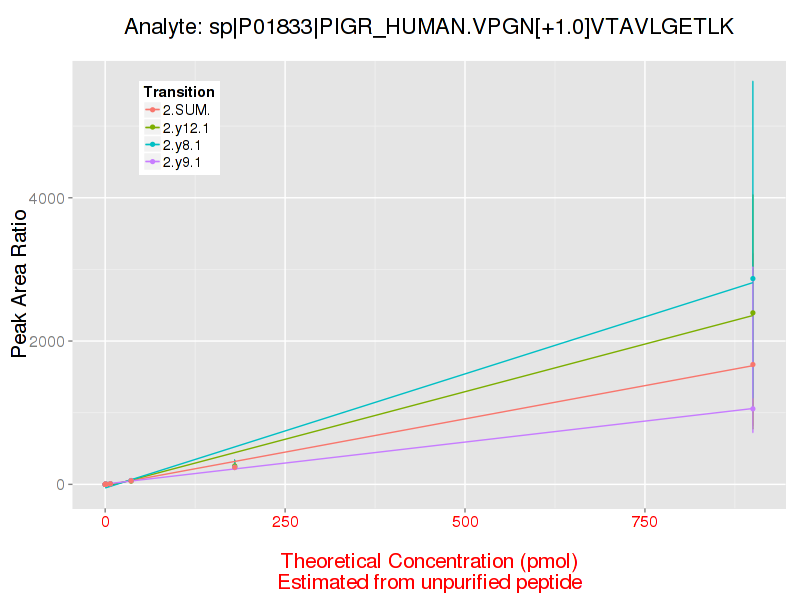 Analyte: sp|P01833|PIGR_HUMAN.VPGN[+1.0]VTAVLGETLK
Transition
2.SUM.
2.y12.1
2.y8.1
2.y9.1
Peak Area Ratio
4000
2000
0
0 250 500 750
Theoretical Concentration (pmol)
Estimated from unpurified peptide